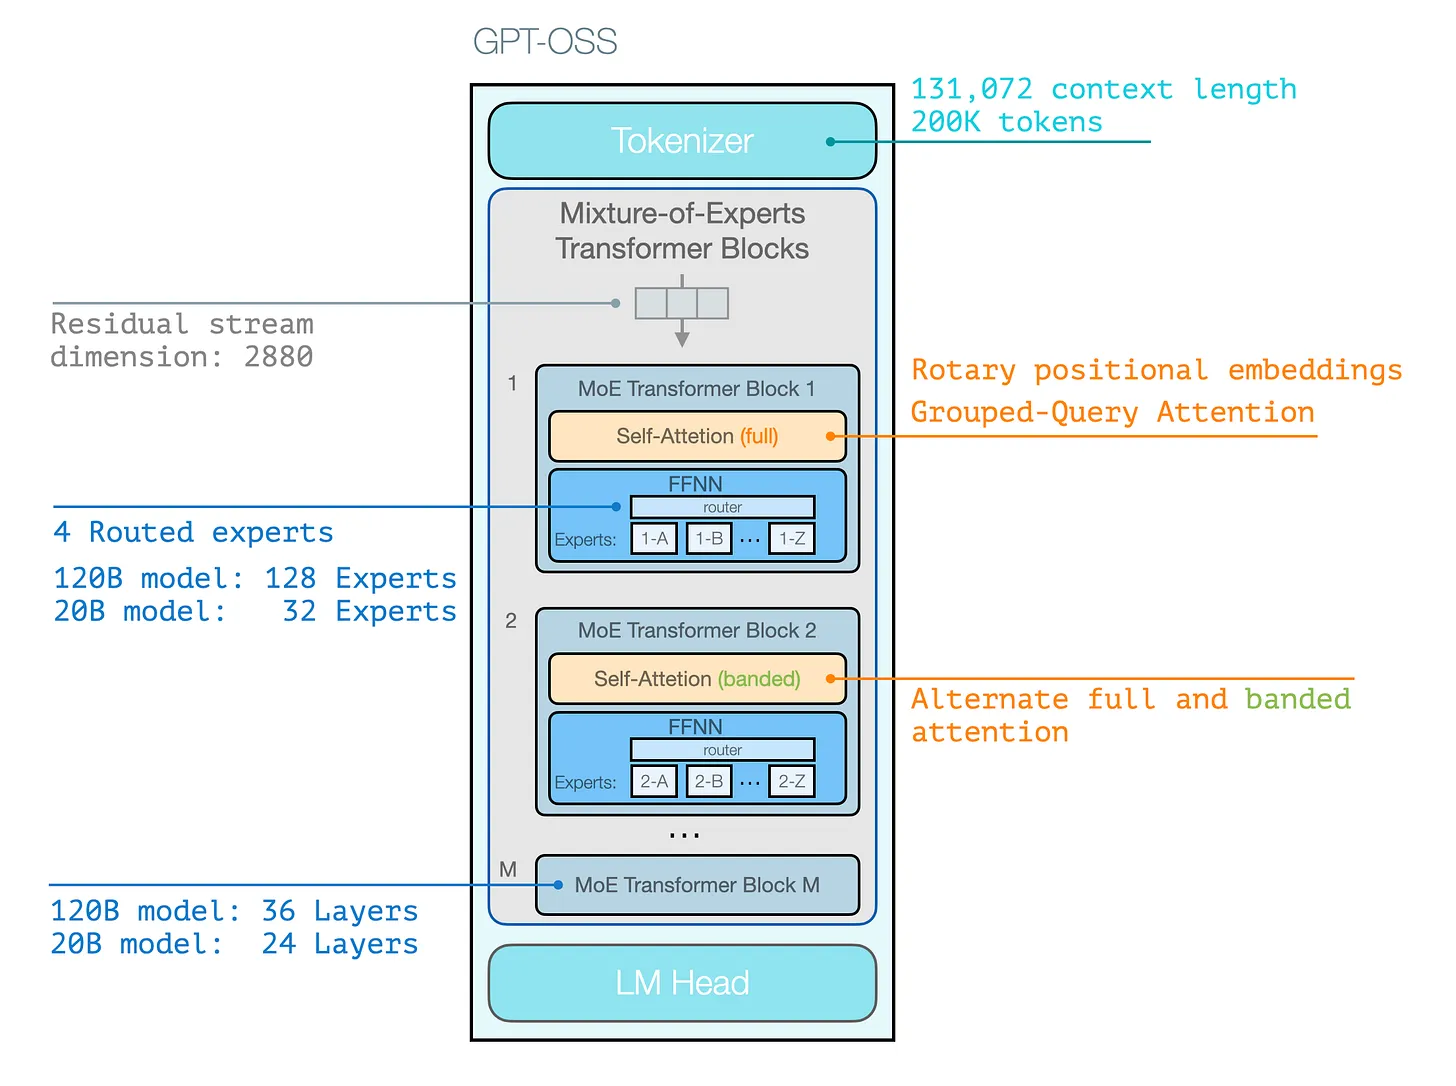 GPT-OSS
131,072 context length
200K tokens
Tokenizer
Mixture-of-Experts
Transformer Blocks
Residual stream
dimension: 2880
1
MoE Transformer Block 1
Self-Attetion (full)
Rotary positional embeddings
Grouped-Query Attention
FFNN
router
Experts: 1-A 1-B ... 1-Z
4 Routed experts
120B model: 128 Experts
20B model: 32 Experts
2
MoE Transformer Block 2
Self-Attetion (banded)
Alternate full and banded
attention
FFNN
router
Experts: 2-A 2-B ... 2-Z
...
M
MoE Transformer Block M
120B model: 36 Layers
20B model: 24 Layers
LM Head